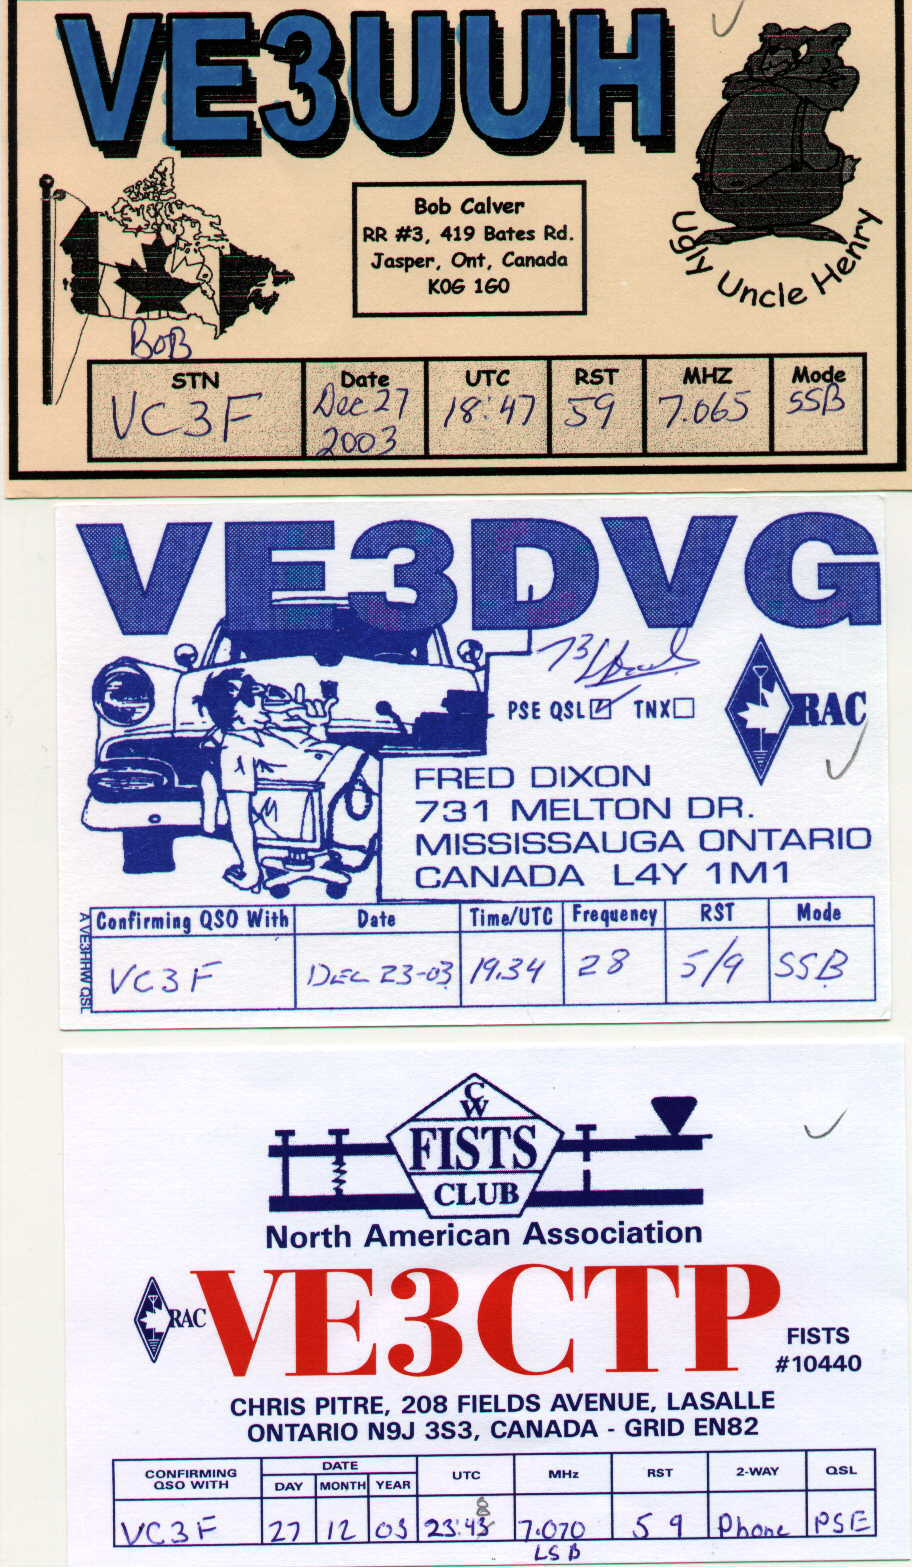 VE3UUH
Bob Calver
RR #3, 419 Bates Rd.
Jasper, Ont, Canada
K0G 1G0
Ugly Uncle Henry
BOB
STN Date UTC RST MHZ Mode
VC3F Dec 27 2003 18:47 59 7.065 SSB
VE3DVG
73
PSE QSL TNX
RAC
FRED DIXON
731 MELTON DR.
MISSISSAUGA ONTARIO
CANADA L4Y 1M1
A VE3HHW QSL
Confirming QSO With Date Time/UTC Frequency RST Mode
VC3F DEC 23-03 19.34 28 5/9 SSB
CW
FISTS
CLUB
North American Association
RAC
VE3CTP
FISTS
#10440
CHRIS PITRE, 208 FIELDS AVENUE, LASALLE
ONTARIO N9J 3S3, CANADA - GRID EN82
CONFIRMING QSO WITH DATE DAY MONTH YEAR UTC MHz RST 2-WAY QSL
8
VC3F 27 12 03 23:43 7.070 59 Phone PSE
LSB